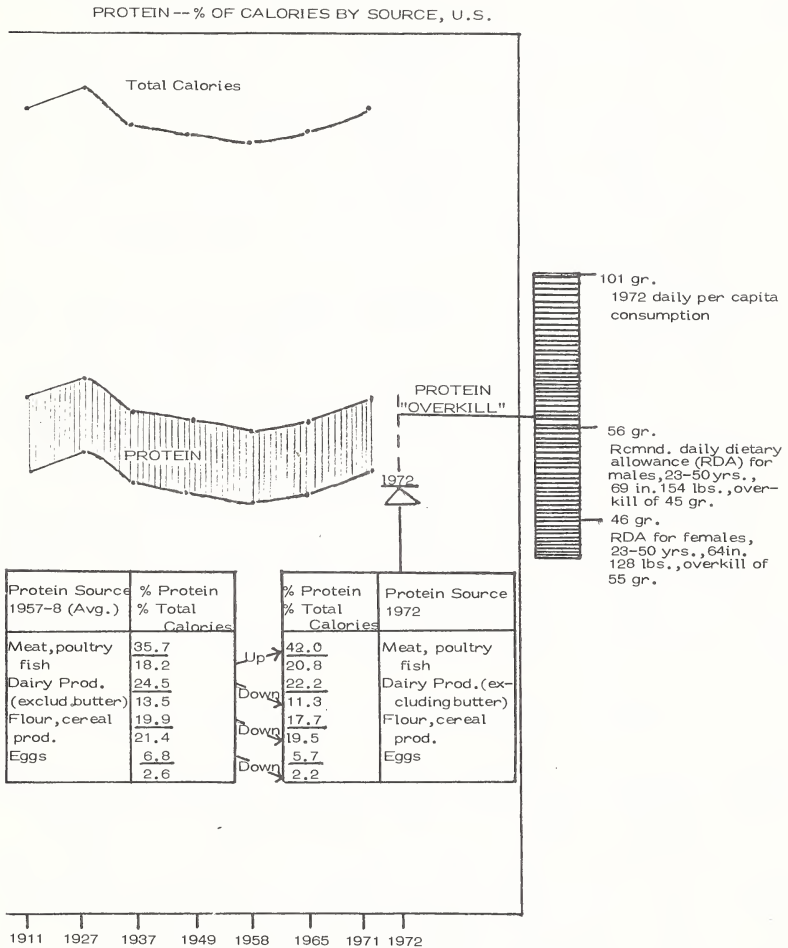 PROTEIN--% OF CALORIES BY SOURCE, U.S.
Total Calories
101 gr.
1972 daily per capita
consumption
PROTEIN
"OVERKILL"
56 gr.
Rcmnd. daily dietary
allowance (RDA) for
males,23-50yrs.,
69 in.154 lbs.,over-
kill of 45 gr.
46 gr.
RDA for females,
23-50 yrs.,64in.
128 lbs.,overkill of
55 gr.
PROTEIN
1972
Protein Source
1957-8 (Avg.)
% Protein
% Total
Calories
Meat,poultry
fish
35.7
18.2
Dairy Prod.
(exclud.butter)
24.5
13.5
Flour,cereal
prod.
19.9
21.4
Eggs
6.8
2.6
Up
Down
Down
Down
% Protein
% Total
Calories
Protein Source
1972
42.0
20.8
Meat, poultry
fish
22.2
11.3
Dairy Prod.(ex-
cluding butter)
17.7
19.5
Flour,cereal
prod.
5.7
2.2
Eggs
1911 1927 1937 1949 1958 1965 1971 1972